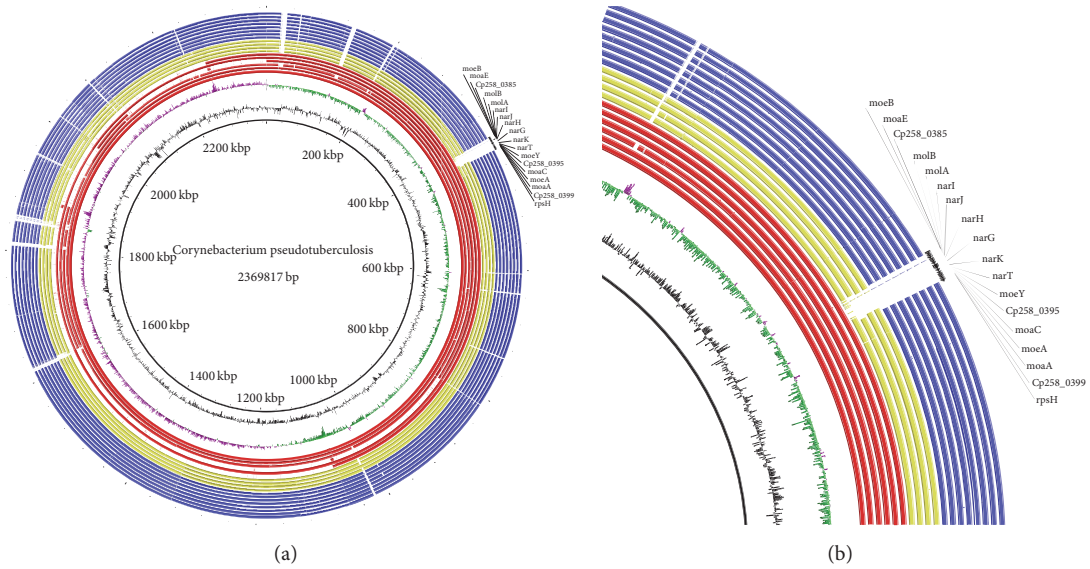 moeB
moaE
Cp258_0385
molB
molA
narI
narJ
narH
narG
narK
narT
moeY
Cp258_0395
moaC
moeA
moaA
Cp258_0399
rpsH
2200 kbp
200 kbp
2000 kbp
400 kbp
Corynebacterium pseudotuberculosis
1800 kbp
600 kbp
2369817 bp
1600 kbp
800 kbp
1400 kbp
1000 kbp
1200 kbp
(a)
moeB
moaE
Cp258_0385
molB
molA
narI
narJ
narH
narG
narK
narT
moeY
Cp258_0395
moaC
moeA
moaA
Cp258_0399
rpsH
(b)